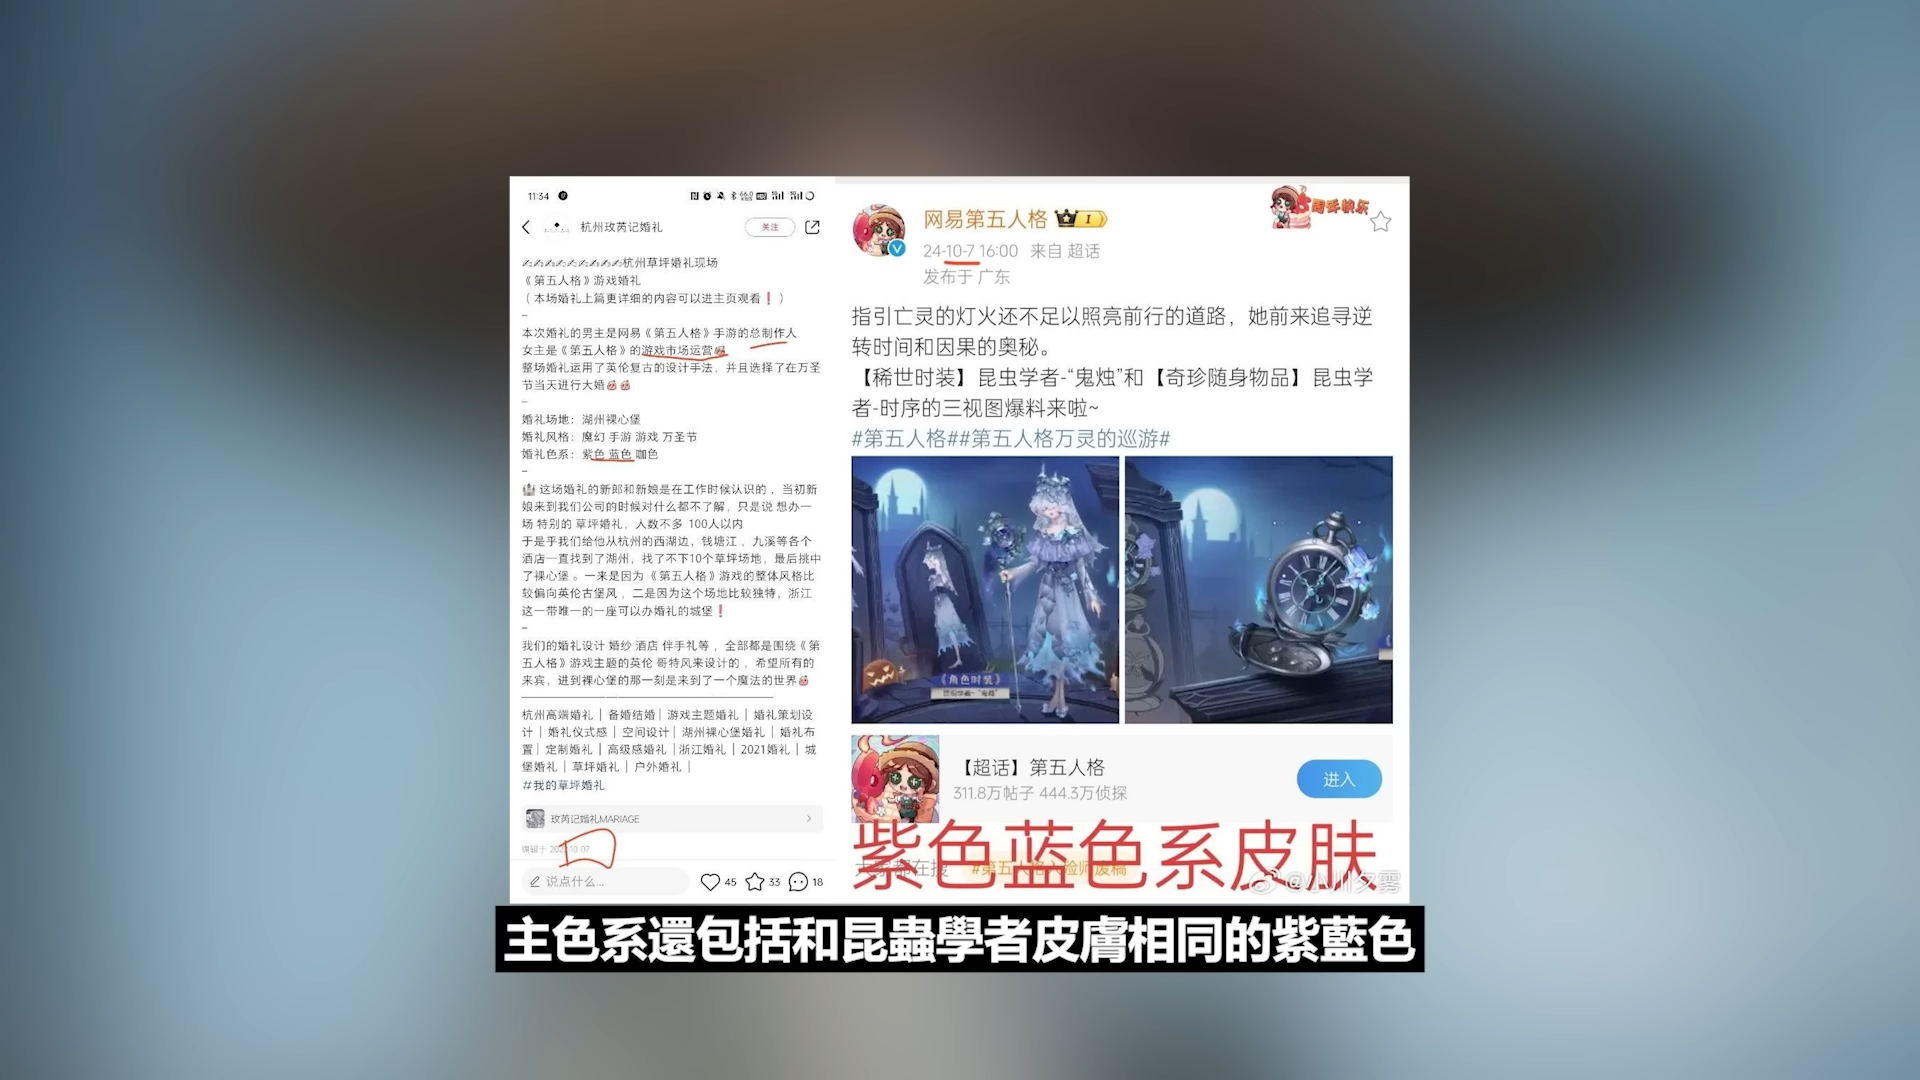 11:34
杭州玫芮记婚礼
关注
杭州草坪婚礼现场
《第五人格》游戏婚礼
（本场婚礼上篇更详细的内容可以进主页观看❗）
–
本次婚礼的男主是网易《第五人格》手游的总制作人
女主是《第五人格》的游戏市场运营
整场婚礼运用了英伦复古的设计手法，并且选择了在万圣
节当天进行大婚
–
婚礼场地：湖州裸心堡
婚礼风格：魔幻 手游 游戏 万圣节
婚礼色系：紫色 蓝色 咖色
–
这场婚礼的新郎和新娘是在工作时候认识的，当初新
娘来到我们公司的时候对什么都不了解，只是说 想办一
场 特别的 草坪婚礼，人数不多 100人以内
于是乎我们给他从杭州的西湖边，钱塘江，九溪等各个
酒店一直找到了湖州，找了不下10个草坪场地，最后挑中
了裸心堡。一来是因为《第五人格》游戏的整体风格比
较偏向英伦古堡风，二是因为这个场地比较独特，浙江
这一带唯一的一座可以办婚礼的城堡❗
–
我们的婚礼设计 婚纱 酒店 伴手礼等，全部都是围绕《第
五人格》游戏主题的英伦 哥特风来设计的，希望所有的
来宾，进到裸心堡的那一刻是来到了一个魔法的世界
杭州高端婚礼｜备婚结婚｜游戏主题婚礼｜婚礼策划设
计｜婚礼仪式感｜空间设计｜湖州裸心堡婚礼｜婚礼布
置｜定制婚礼｜高级感婚礼｜浙江婚礼｜2021婚礼｜城
堡婚礼｜草坪婚礼｜户外婚礼｜
#我的草坪婚礼
玫芮记婚礼MARIAGE
编辑于
说点什么...
45 33 18
网易第五人格 I
24-10-7 16:00 来自 超话
发布于 广东
指引亡灵的灯火还不足以照亮前行的道路，她前来追寻逆
转时间和因果的奥秘。
【稀世时装】昆虫学者-“鬼烛”和【奇珍随身物品】昆虫学
者-时序的三视图爆料来啦~
#第五人格##第五人格万灵的巡游#
《角色时装》
昆虫学者-“鬼烛”
【超话】第五人格
311.8万帖子 444.3万侦探
进入
紫色蓝色系皮肤
@小川夕雾
主色系還包括和昆蟲學者皮膚相同的紫藍色